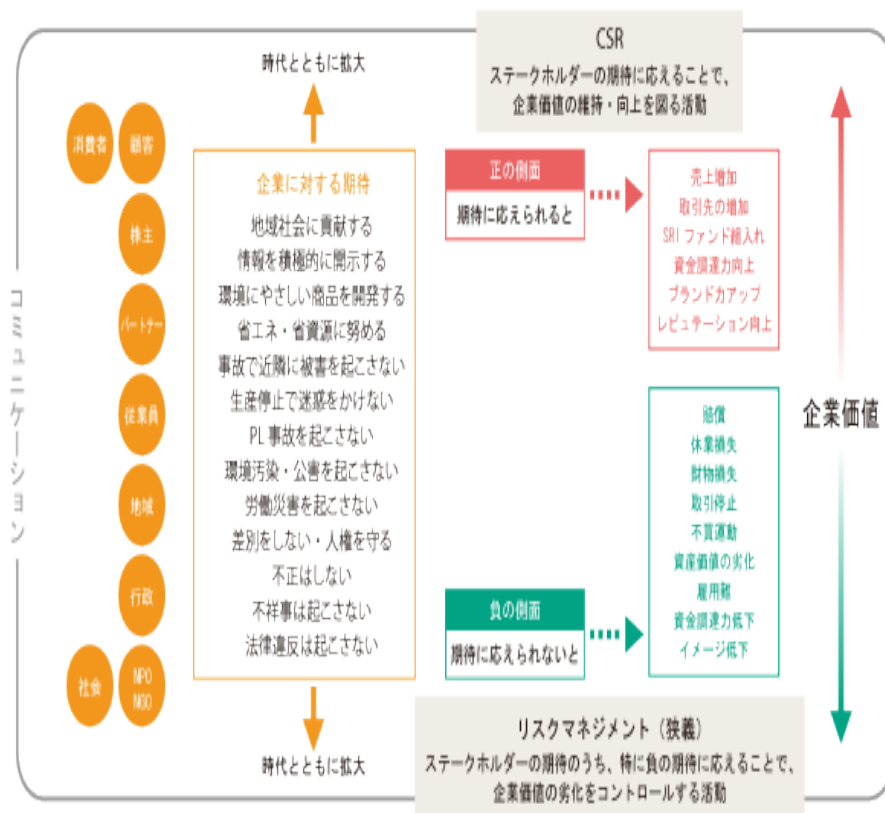 CSR
ステークホルダーの期待に応えることで、
企業価値の維持・向上を図る活動
時代とともに拡大
コミュニケーション
消費者
顧客
株主
パートナー
従業員
地域
行政
社会
NPO
NGO
企業に対する期待
地域社会に貢献する
情報を積極的に開示する
環境にやさしい商品を開発する
省エネ・省資源に努める
事故で近隣に被害を起こさない
生産停止で迷惑をかけない
PL 事故を起こさない
環境汚染・公害を起こさない
労働災害を起こさない
差別をしない・人権を守る
不正はしない
不祥事は起こさない
法律違反は起こさない
時代とともに拡大
正の側面
期待に応えられると
売上増加
取引先の増加
SRI ファンド組入れ
資金調達力向上
ブランド力アップ
レピュテーション向上
負の側面
期待に応えられないと
賠償
休業損失
財物損失
取引停止
不買運動
資産価値の劣化
雇用難
資金調達力低下
イメージ低下
企業価値
リスクマネジメント（狭義）
ステークホルダーの期待のうち、特に負の期待に応えることで、
企業価値の劣化をコントロールする活動